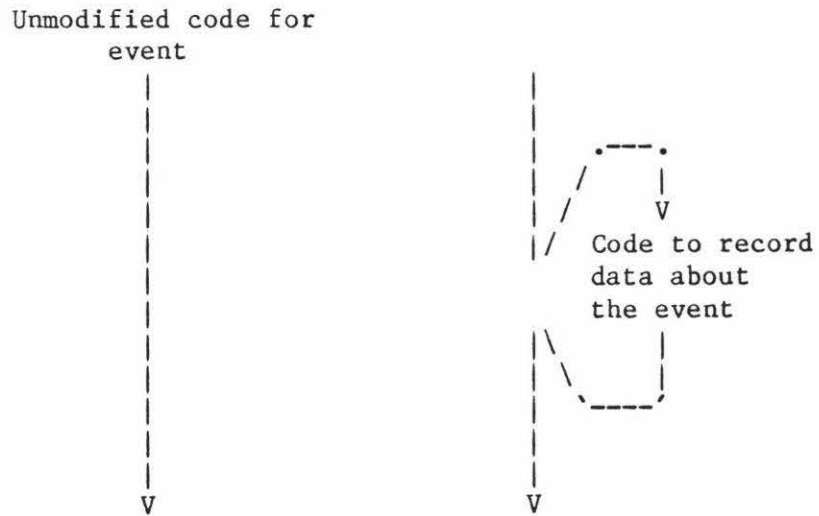 Unmodified code for
event
Code to record
data about
the event
V
V
V